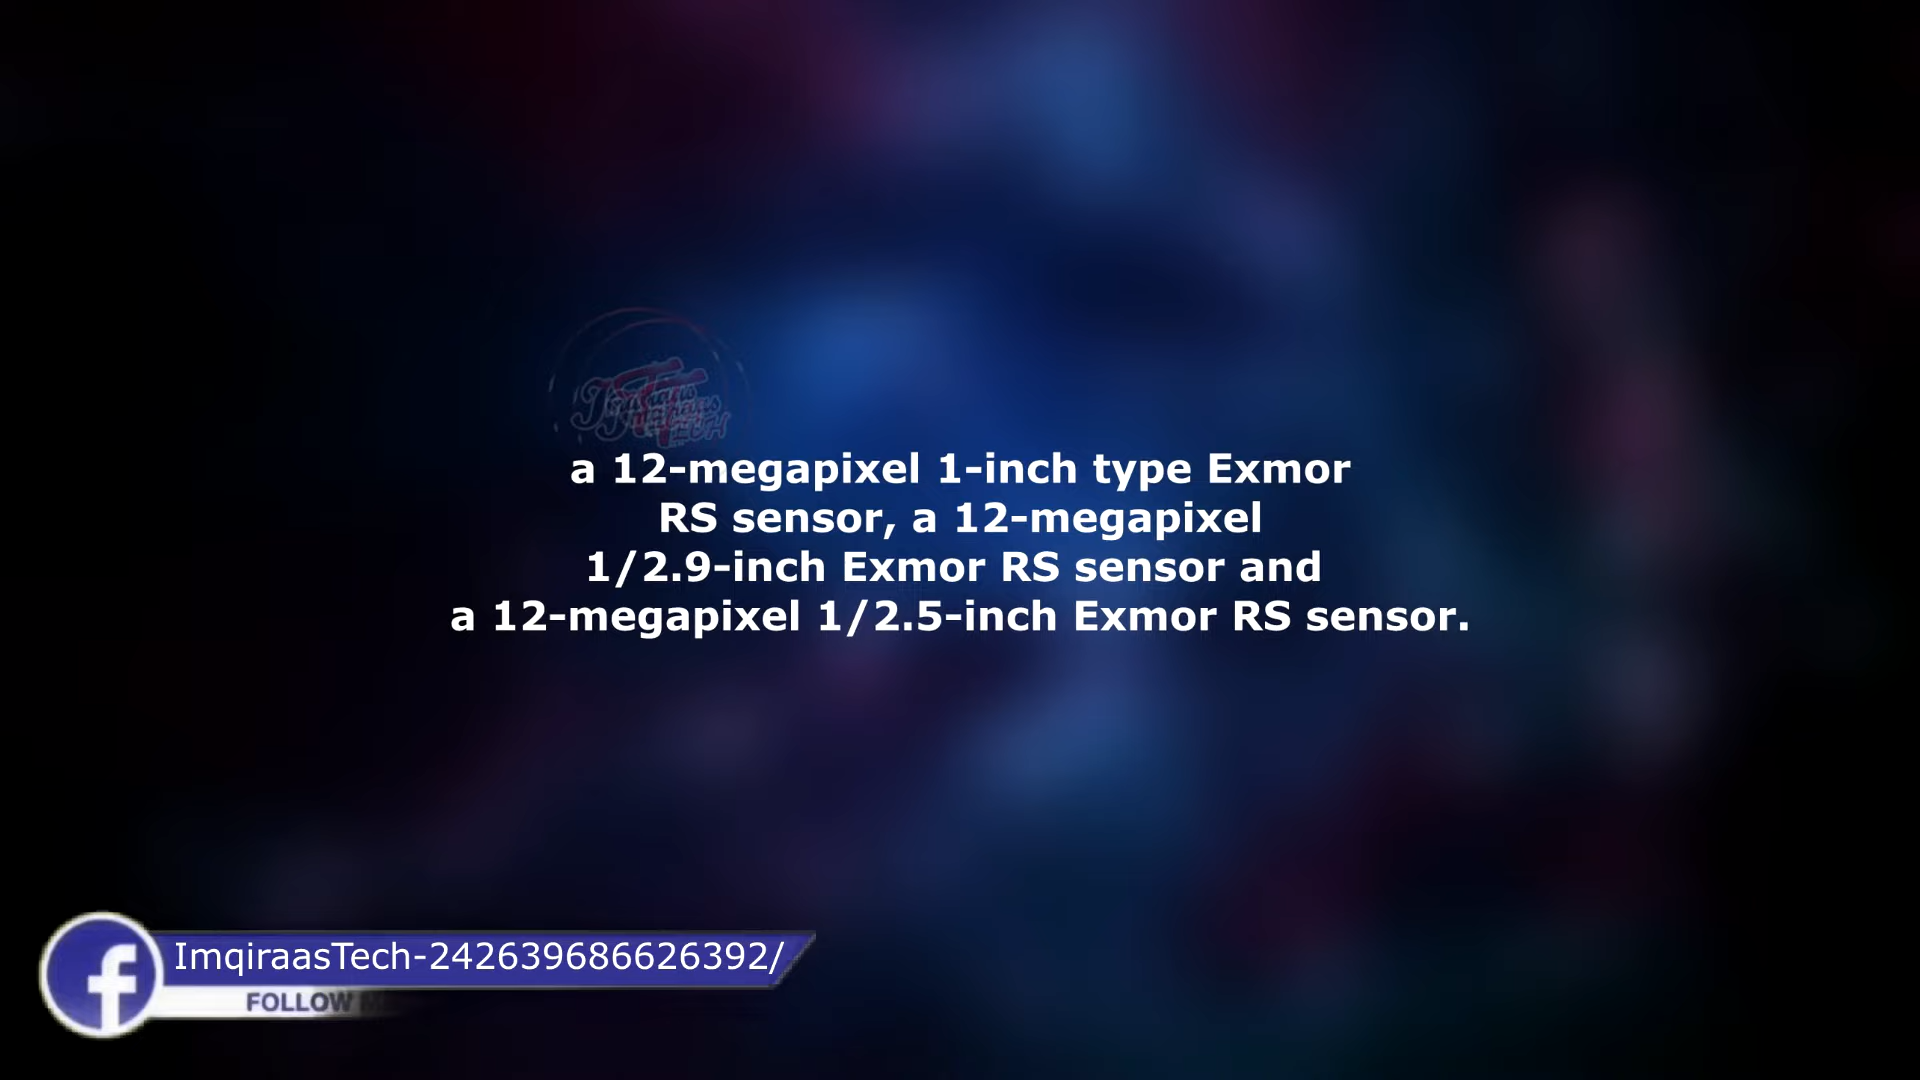 a 12-megapixel 1-inch type Exmor
RS sensor, a 12-megapixel
1/2.9-inch Exmor RS sensor and
a 12-megapixel 1/2.5-inch Exmor RS sensor.
ImqiraasTech-242639686626392/
FOLLOW